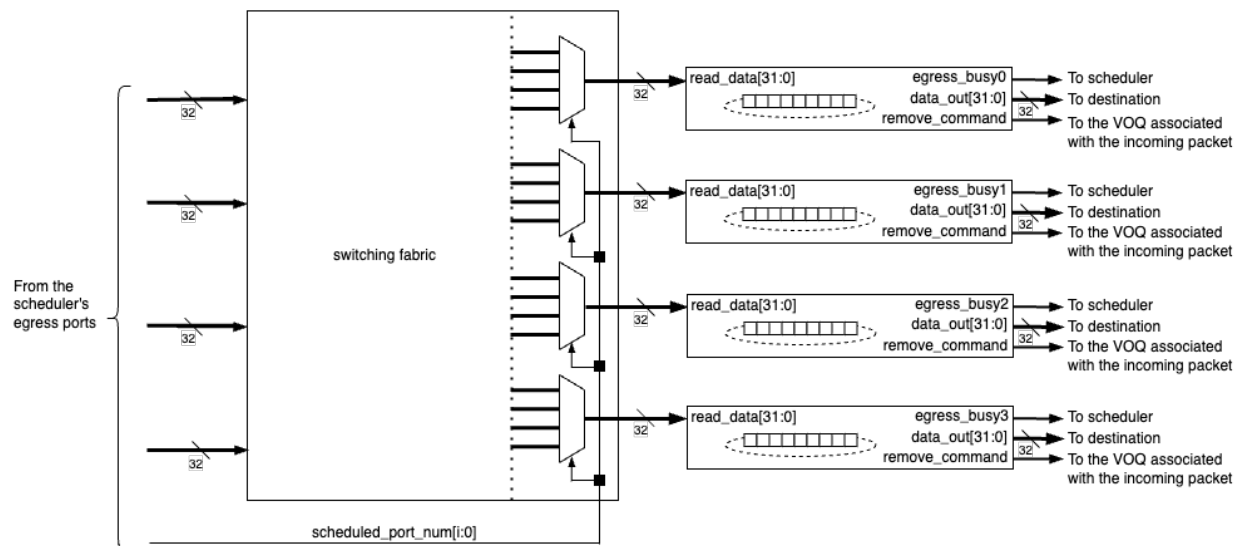 read_data[31:0]
egress_busy0
data_out[31:0]
remove_command
32
32
To scheduler
To destination
To the VOQ associated
with the incoming packet
32
read_data[31:0]
egress_busy1
data_out[31:0]
remove_command
32
32
To scheduler
To destination
To the VOQ associated
with the incoming packet
32
switching fabric
From the
scheduler's
egress ports
read_data[31:0]
egress_busy2
data_out[31:0]
remove_command
32
32
To scheduler
To destination
To the VOQ associated
with the incoming packet
32
read_data[31:0]
egress_busy3
data_out[31:0]
remove_command
32
32
To scheduler
To destination
To the VOQ associated
with the incoming packet
32
scheduled_port_num[i:0]